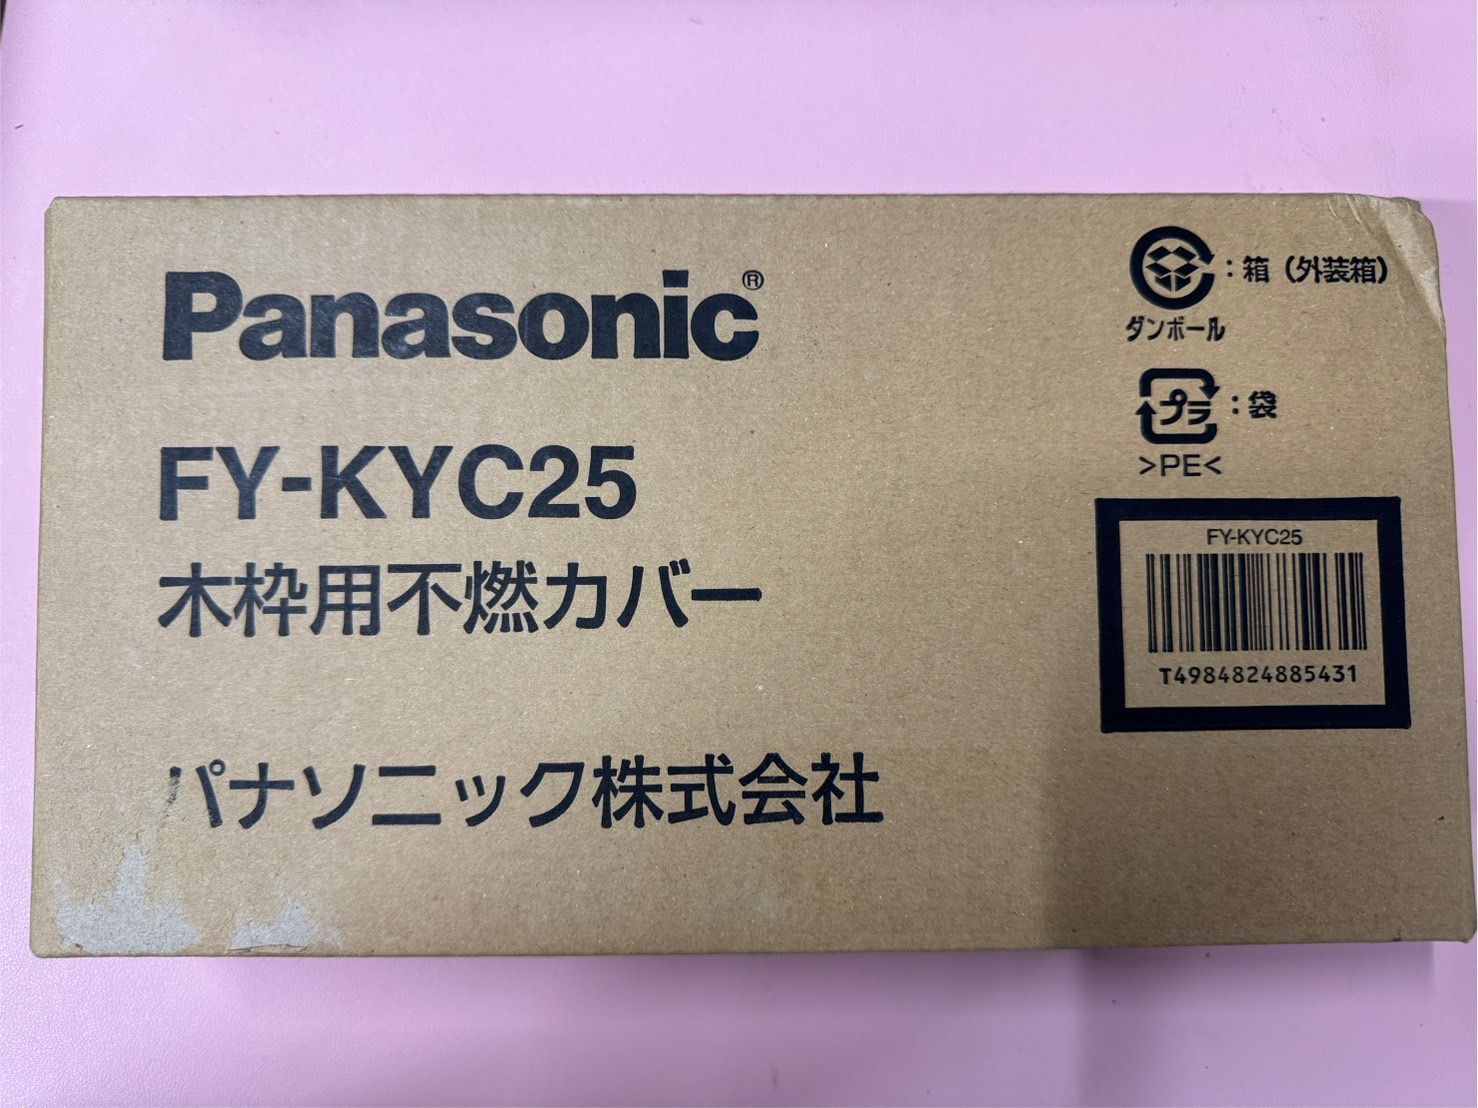 Panasonic®
FY-KYC25
木枠用不燃カバー
パナソニック株式会社
：箱（外装箱）
ダンボール
プラ：袋
>PE<
FY-KYC25
T4984824885431